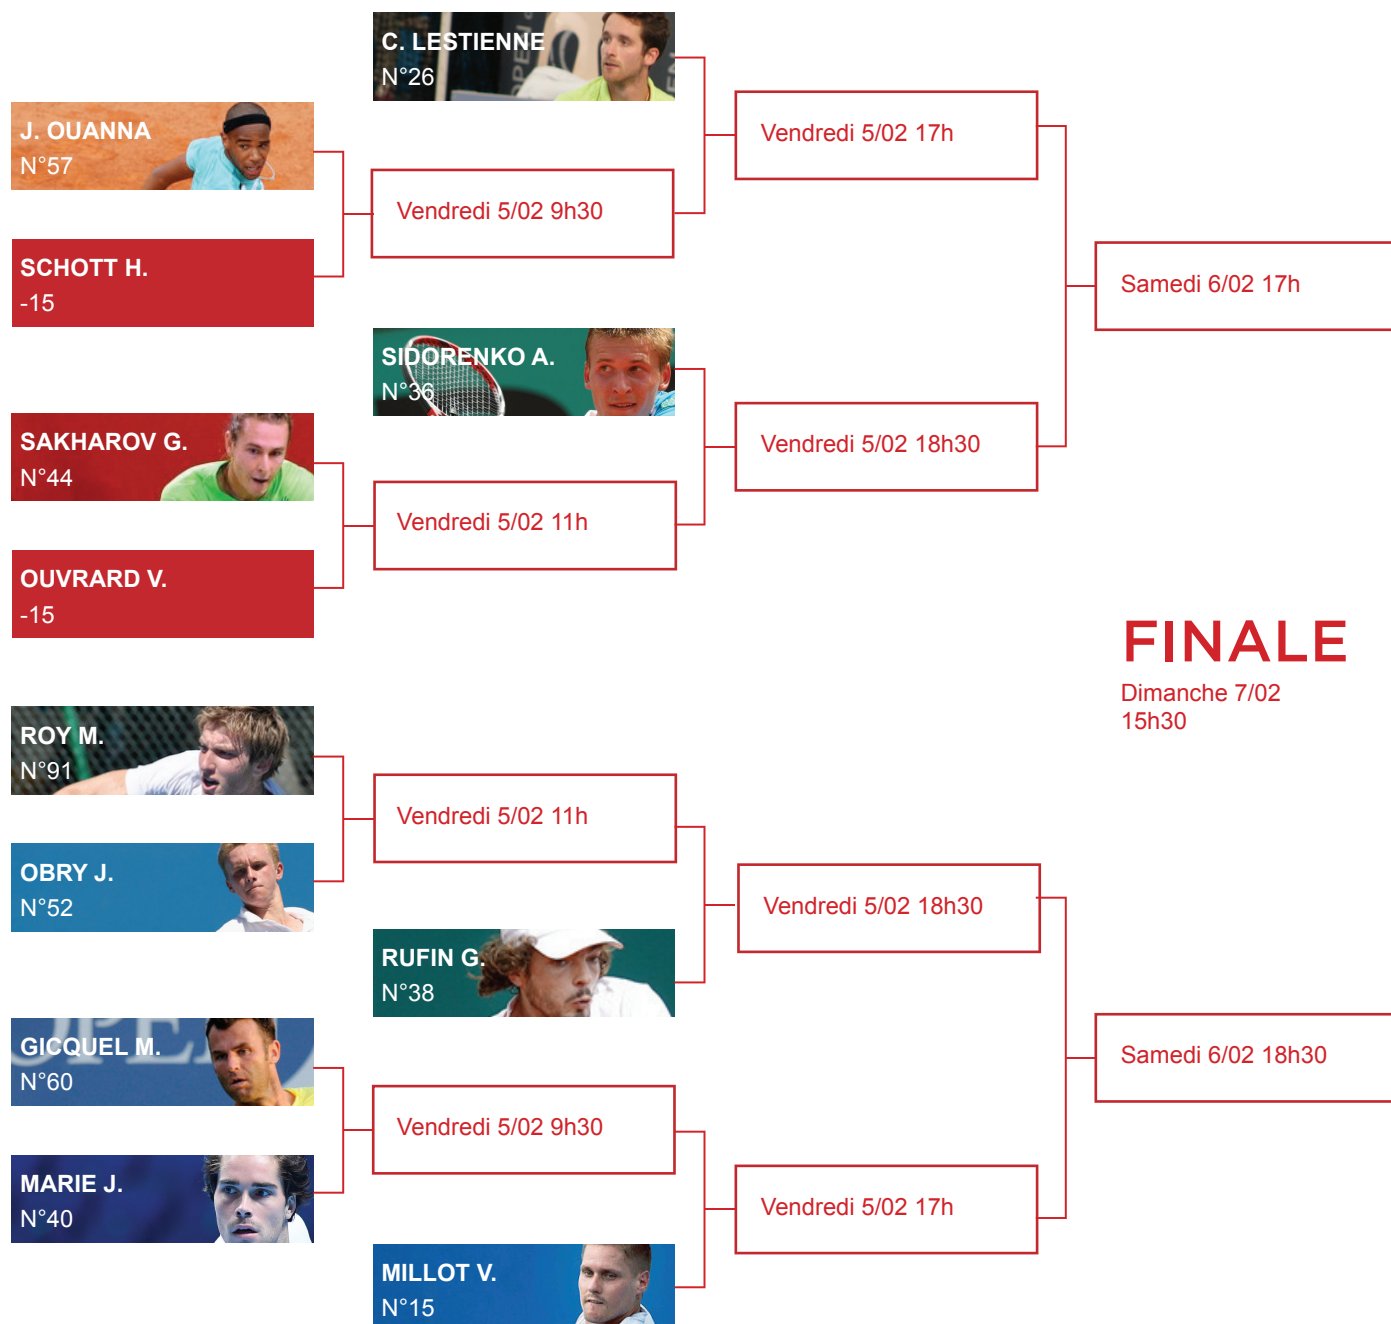 C. LESTIENNE
N°26
J. OUANNA
N°57
Vendredi 5/02 17h
Vendredi 5/02 9h30
SCHOTT H.
-15
Samedi 6/02 17h
SIDORENKO A.
N°36
SAKHAROV G.
N°44
Vendredi 5/02 18h30
Vendredi 5/02 11h
OUVRARD V.
-15
FINALE
Dimanche 7/02
15h30
ROY M.
N°91
Vendredi 5/02 11h
OBRY J.
N°52
Vendredi 5/02 18h30
RUFIN G.
N°38
GICQUEL M.
N°60
Samedi 6/02 18h30
Vendredi 5/02 9h30
MARIE J.
N°40
Vendredi 5/02 17h
MILLOT V.
N°15